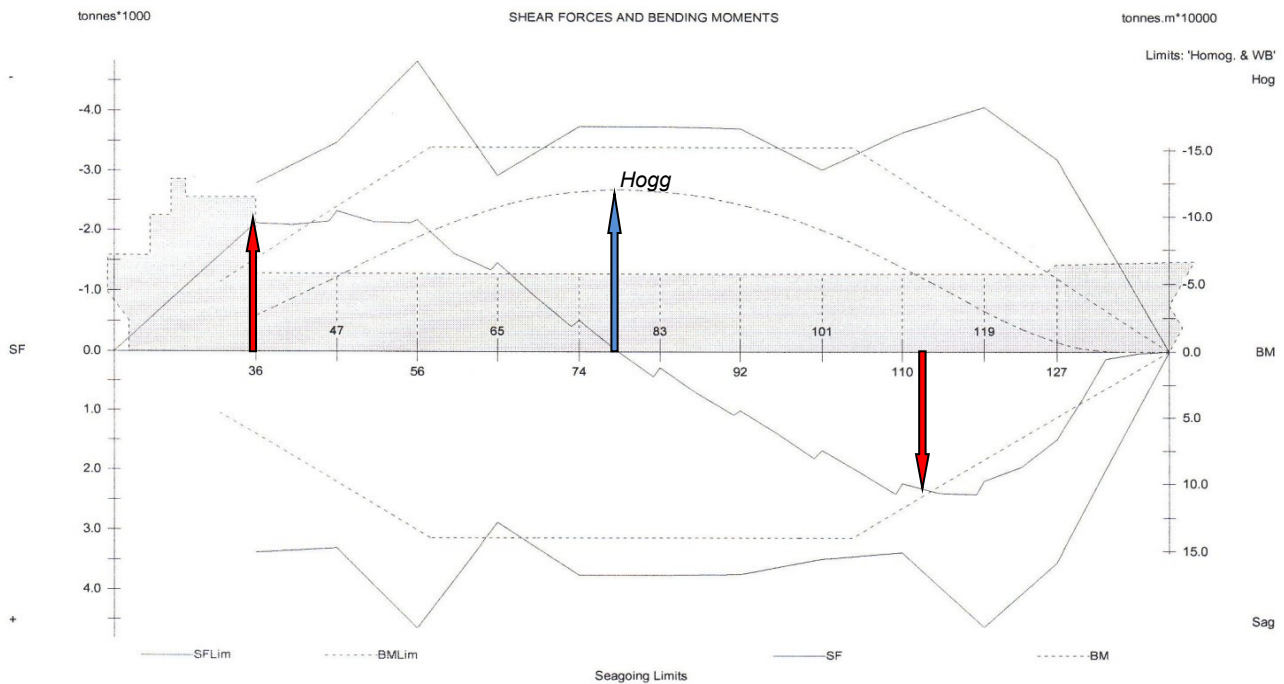 tonnes*1000 SHEAR FORCES AND BENDING MOMENTS tonnes.m*10000
Limits: 'Homog. & WB'
- Hog
-4.0
-15.0
-3.0
Hogg
-2.0 -10.0
-1.0 -5.0
47 65 83 101 119
SF 0.0 0.0 BM
36 56 74 92 110 127
1.0 5.0
2.0 10.0
3.0 15.0
4.0
+ Sag
SFLim BMLim SF BM
Seagoing Limits